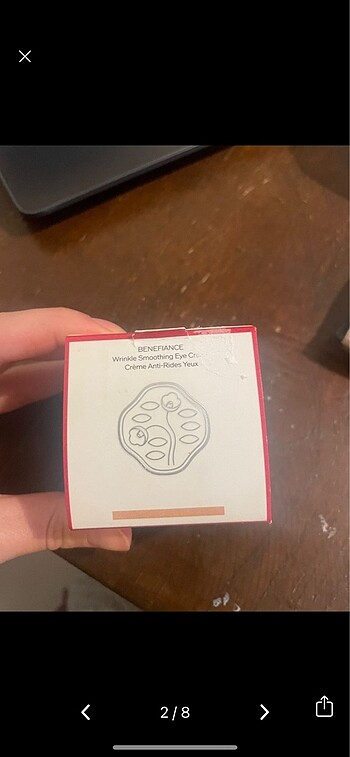 BENEFIANCE
Wrinkle Smoothing Eye
Crème Anti-Rides Yeux
2/8